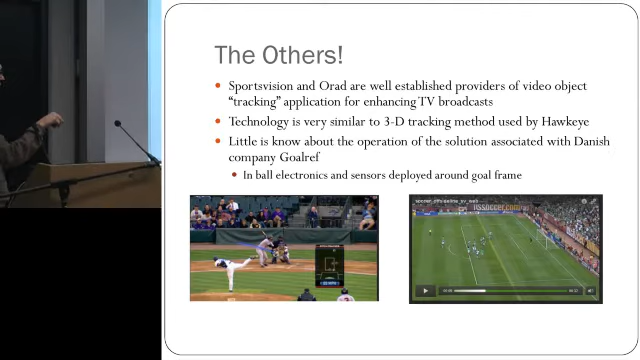 The Others!
Sportsvision and Orad are well established providers of video object
"tracking" application for enhancing TV broadcasts
Technology is very similar to 3-D tracking method used by Hawkeye
Little is know about the operation of the solution associated with Danish
company Goalref
In ball electronics and sensors deployed around goal frame
ussoccer.com